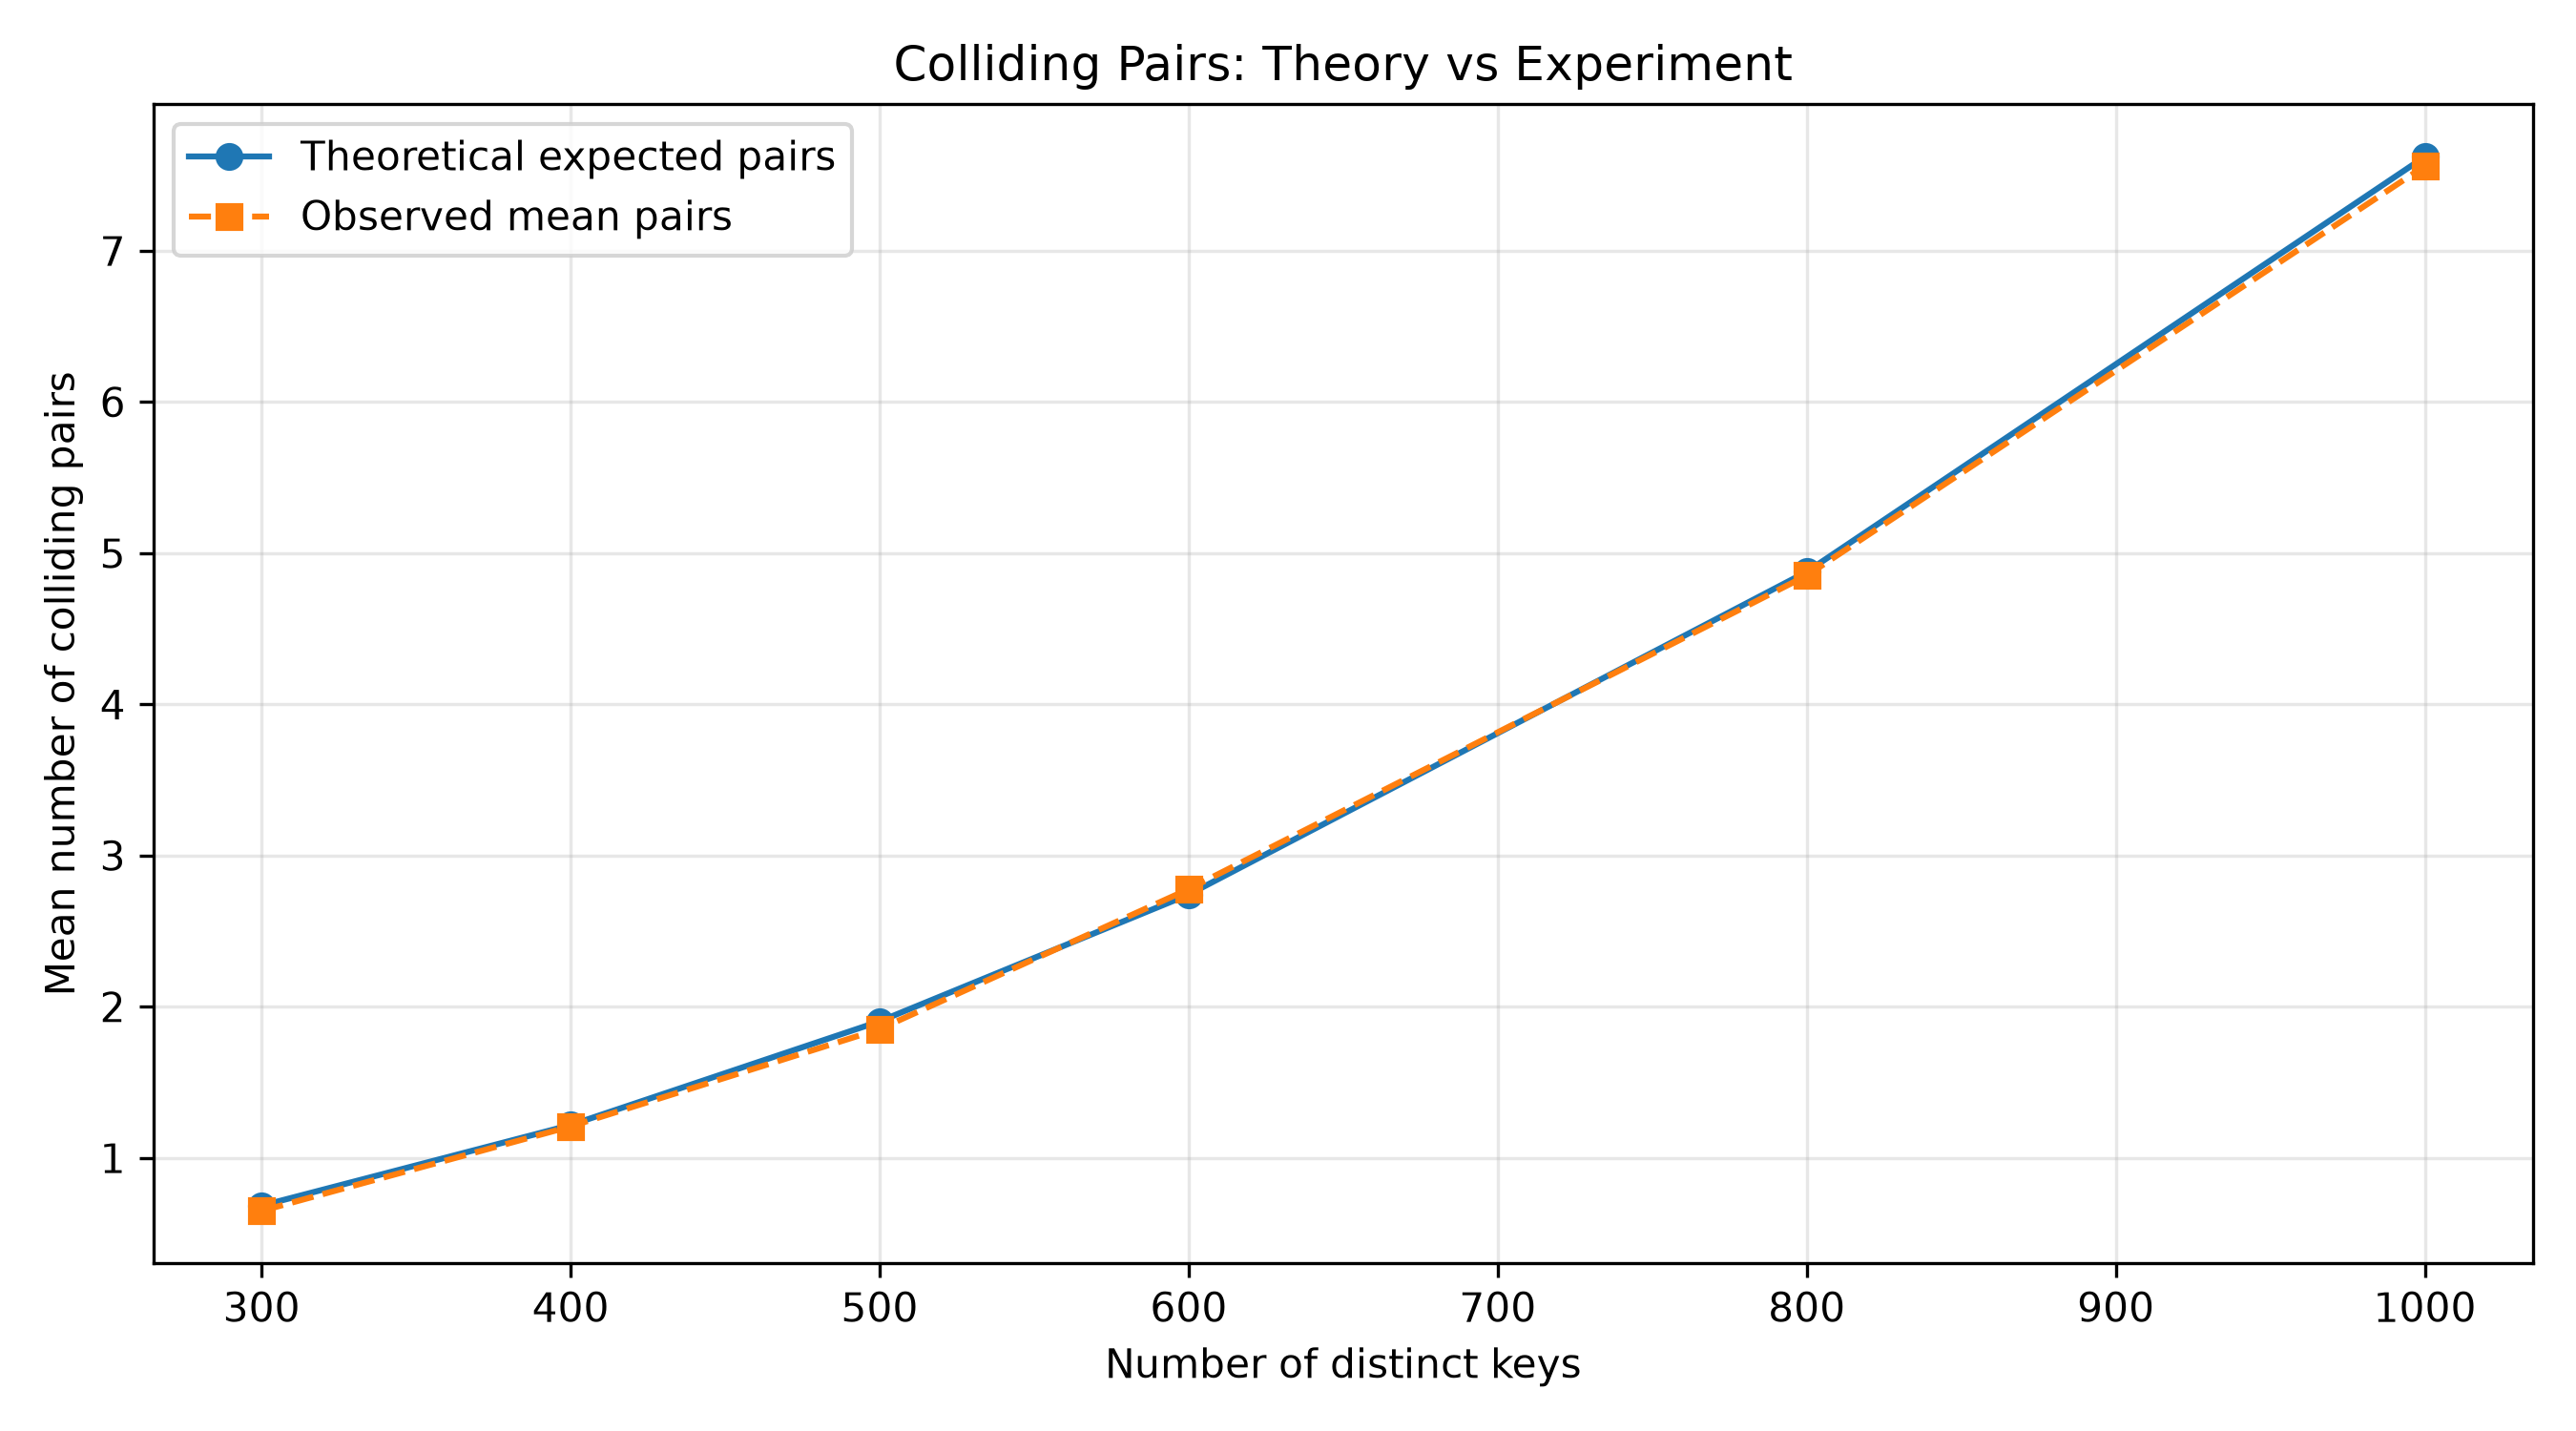 Colliding Pairs: Theory vs Experiment
Theoretical expected pairs
Observed mean pairs
Mean number of colliding pairs
7
6
5
4
3
2
1
300 400 500 600 700 800 900 1000
Number of distinct keys